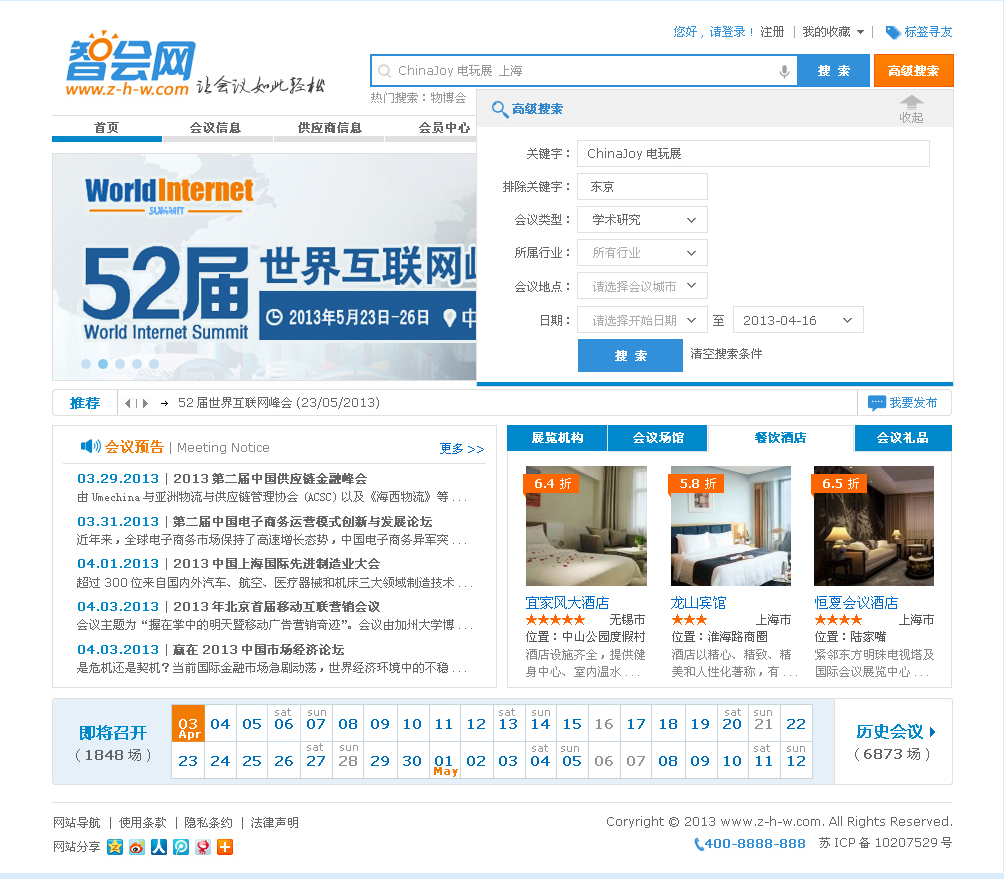 您好，请登录！ 注册 | 我的收藏 | 标签寻友
智会网
www.z-h-w.com 让会议如此轻松
ChinaJoy 电玩展 上海
搜 索
高级搜索
热门搜索：物博会
首页 会议信息 供应商信息 会员中心
高级搜索
收起
关键字： ChinaJoy 电玩展
排除关键字： 东京
会议类型： 学术研究
所属行业： 所有行业
会议地点： 请选择会议城市
日期： 请选择开始日期 至 2013-04-16
搜 索 清空搜索条件
WorldInternet
SUMMIT
52届 世界互联网峰
World Internet Summit
2013年5月23日-26日 中
推荐 52 届世界互联网峰会 (23/05/2013) 我要发布
会议预告 | Meeting Notice 更多 >>
03.29.2013 | 2013 第二届中国供应链金融峰会
由 Umechina 与亚洲物流与供应链管理协会 (ACSC) 以及《海西物流》等 . . .
03.31.2013 | 第二届中国电子商务运营模式创新与发展论坛
近年来，全球电子商务市场保持了高速增长态势，中国电子商务异军突 . . .
04.01.2013 | 2013 中国上海国际先进制造业大会
超过 300 位来自国内外汽车、航空、医疗器械和机床三大领域制造技术 . . .
04.03.2013 | 2013 年北京首届移动互联营销会议
会议主题为“握在掌中的明天暨移动广告营销奇迹”。会议由加州大学博 . . .
04.03.2013 | 赢在 2013 中国市场经济论坛
是危机还是契机？当前国际金融市场急剧动荡，世界经济环境中的不稳 . . .
展览机构 会议场馆 餐饮酒店 会议礼品
6.4 折
宜家风大酒店
★★★★★ 无锡市
位置：中山公园度假村
酒店设施齐全，提供健
身中心、室内温水 . . .
5.8 折
龙山宾馆
★★★ 上海市
位置：淮海路商圈
酒店以精心、精致、精
美和人性化著称，有 . . .
6.5 折
恒夏会议酒店
★★★★ 上海市
位置：陆家嘴
紧邻东方明珠电视塔及
国际会议展览中心 . . .
即将召开
（1848 场）
sat sun sat sun sat sun
03 04 05 06 07 08 09 10 11 12 13 14 15 16 17 18 19 20 21 22
Apr
sat sun sat sun sat sun
23 24 25 26 27 28 29 30 01 02 03 04 05 06 07 08 09 10 11 12
May
历史会议
（6873 场）
网站导航 | 使用条款 | 隐私条约 | 法律声明
网站分享
Copyright © 2013 www.z-h-w.com. All Rights Reserved.
400-8888-888 苏 ICP 备 10207529 号